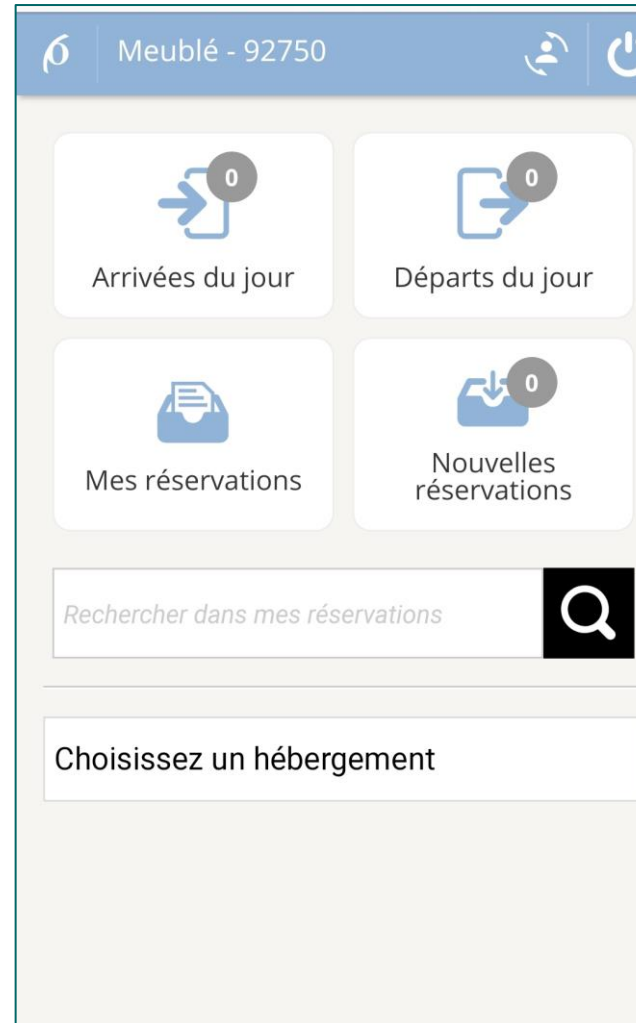 Meublé - 92750
0
0
Arrivées du jour
Départs du jour
0
Mes réservations
Nouvelles
réservations
Rechercher dans mes réservations
Choisissez un hébergement